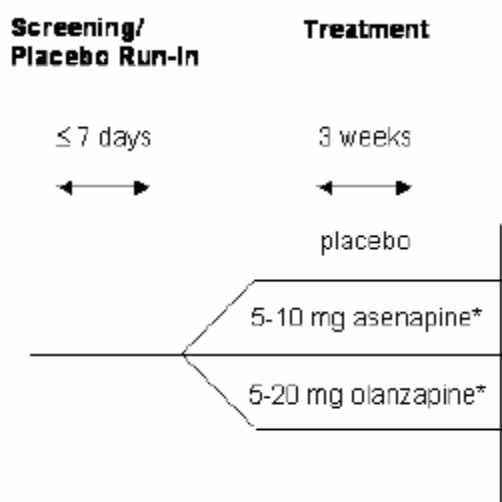 Screening/
Placebo Run-In
Treatment
≤ 7 days
3 weeks
placebo
5-10 mg asenapine*
5-20 mg olanzapine*